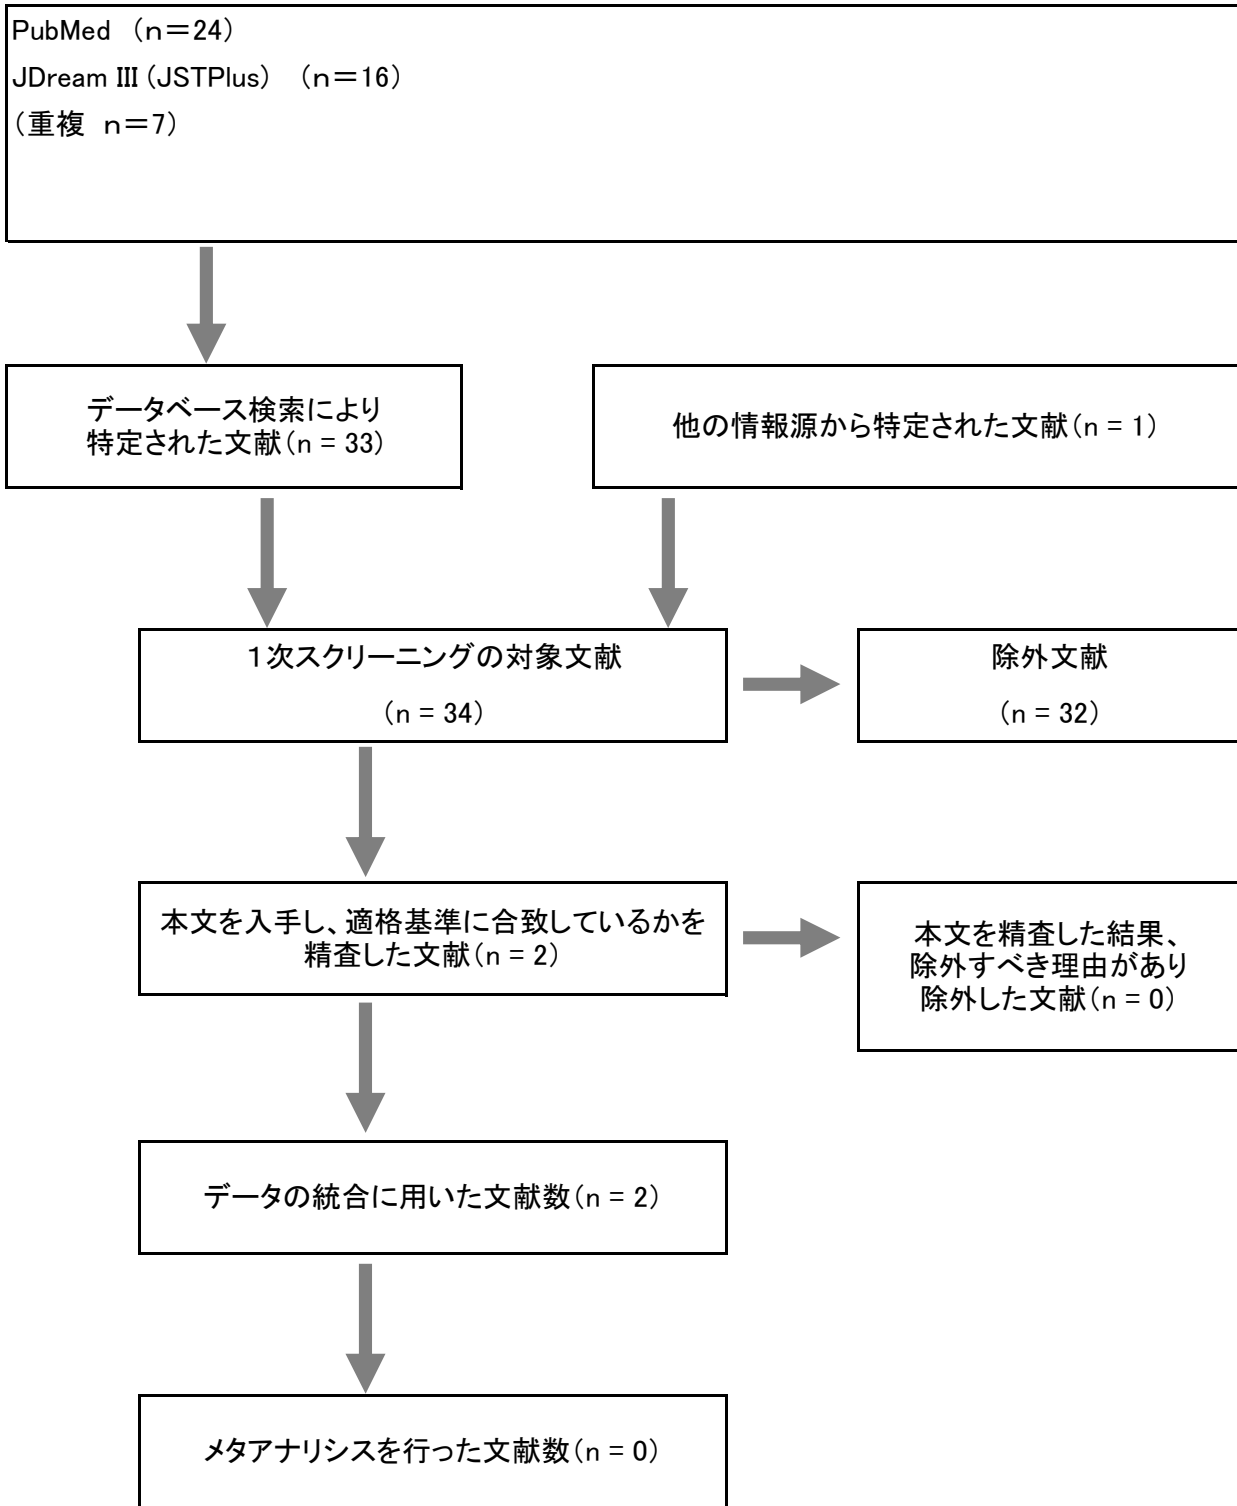 PubMed （ｎ＝24）
JDream III（JSTPlus） （ｎ＝16）
（重複 ｎ＝7）
データベース検索により
特定された文献（n = 33）
他の情報源から特定された文献（n = 1）
１次スクリーニングの対象文献
（n = 34）
除外文献
（n = 32）
本文を入手し、適格基準に合致しているかを
精査した文献（n = 2）
本文を精査した結果、
除外すべき理由があり
除外した文献（n = 0）
データの統合に用いた文献数（n = 2）
メタアナリシスを行った文献数（n = 0）